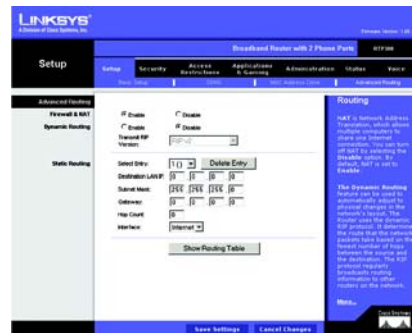 LINKSYS®
A Division of Cisco Systems, Inc.
Broadband Router with 2 Phone Ports
RTP300
Setup
Setup Security Access Restrictions Applications & Gaming Administration Status Voice
Basic Setup DDNS MAC Address Clone Advanced Routing
Advanced Routing
Firewall & NAT
Enable Disable
Dynamic Routing
Enable Disable
Transmit RIP Version:
RIPv2
Static Routing
Select Entry: 1 () Delete Entry
Destination LAN IP: 0 0 0 0
Subnet Mask: 255 255 255 0
Gateway: 0 0 0 0
Hop Count: 0
Interface: Internet
Show Routing Table
Routing
NAT is Network Address
Translation, which allows
multiple computers to
share one Internet
connection. You can turn
off NAT by selecting the
Disable option. By
default, NAT is set to
Enable.
The Dynamic Routing
feature can be used to
automatically adjust to
physical changes in the
network's layout. The
Router uses the dynamic
RIP protocol. It determines
the route that the network
packets take based on the
fewest number of hops
between the source and
the destination. The RIP
protocol regularly
broadcasts routing
information to other
routers on the network.
More...
Save Settings Cancel Changes
Cisco Systems